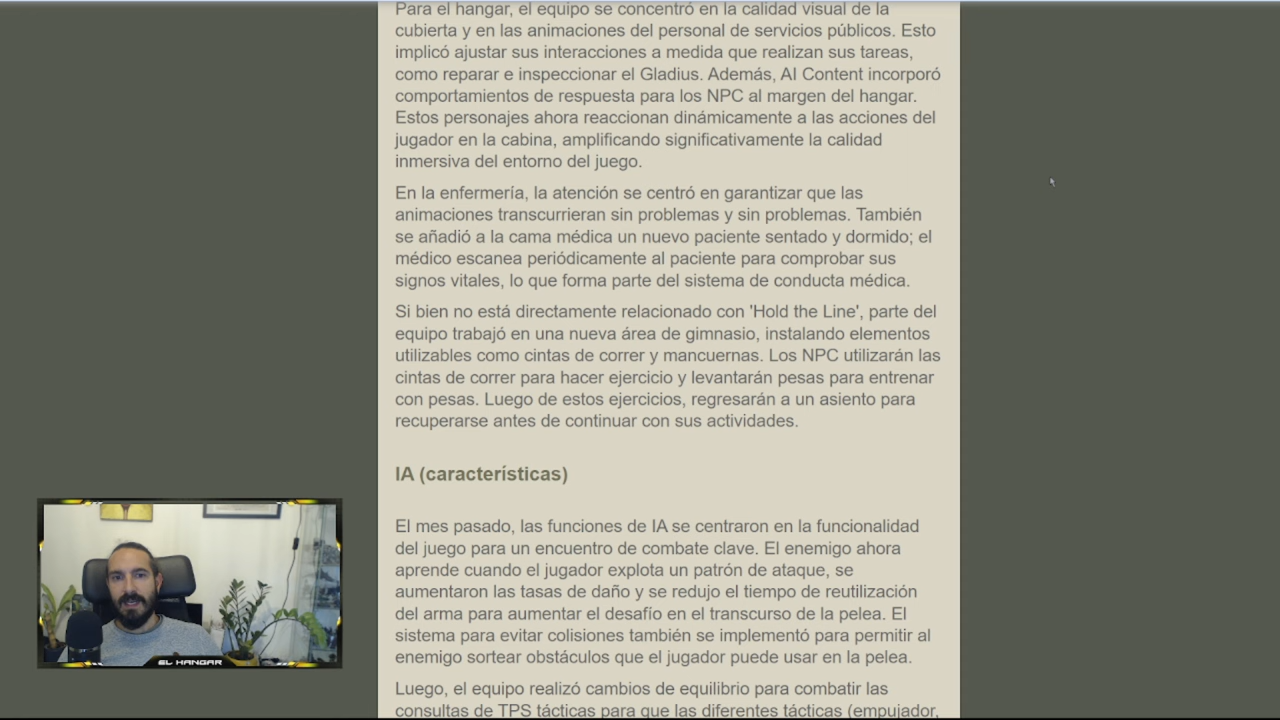 Para el hangar, el equipo se concentró en la calidad visual de la
cubierta y en las animaciones del personal de servicios públicos. Esto
implicó ajustar sus interacciones a medida que realizan sus tareas,
como reparar e inspeccionar el Gladius. Además, AI Content incorporó
comportamientos de respuesta para los NPC al margen del hangar.
Estos personajes ahora reaccionan dinámicamente a las acciones del
jugador en la cabina, amplificando significativamente la calidad
inmersiva del entorno del juego.
En la enfermería, la atención se centró en garantizar que las
animaciones transcurrieran sin problemas y sin problemas. También
se añadió a la cama médica un nuevo paciente sentado y dormido; el
médico escanea periódicamente al paciente para comprobar sus
signos vitales, lo que forma parte del sistema de conducta médica.
Si bien no está directamente relacionado con 'Hold the Line', parte del
equipo trabajó en una nueva área de gimnasio, instalando elementos
utilizables como cintas de correr y mancuernas. Los NPC utilizarán las
cintas de correr para hacer ejercicio y levantarán pesas para entrenar
con pesas. Luego de estos ejercicios, regresarán a un asiento para
recuperarse antes de continuar con sus actividades.
IA (características)
El mes pasado, las funciones de IA se centraron en la funcionalidad
del juego para un encuentro de combate clave. El enemigo ahora
aprende cuando el jugador explota un patrón de ataque, se
aumentaron las tasas de daño y se redujo el tiempo de reutilización
del arma para aumentar el desafío en el transcurso de la pelea. El
sistema para evitar colisiones también se implementó para permitir al
enemigo sortear obstáculos que el jugador puede usar en la pelea.
Luego, el equipo realizó cambios de equilibrio para combatir las
consultas de TPS tácticas para que las diferentes tácticas (empujador,
EL HANGAR